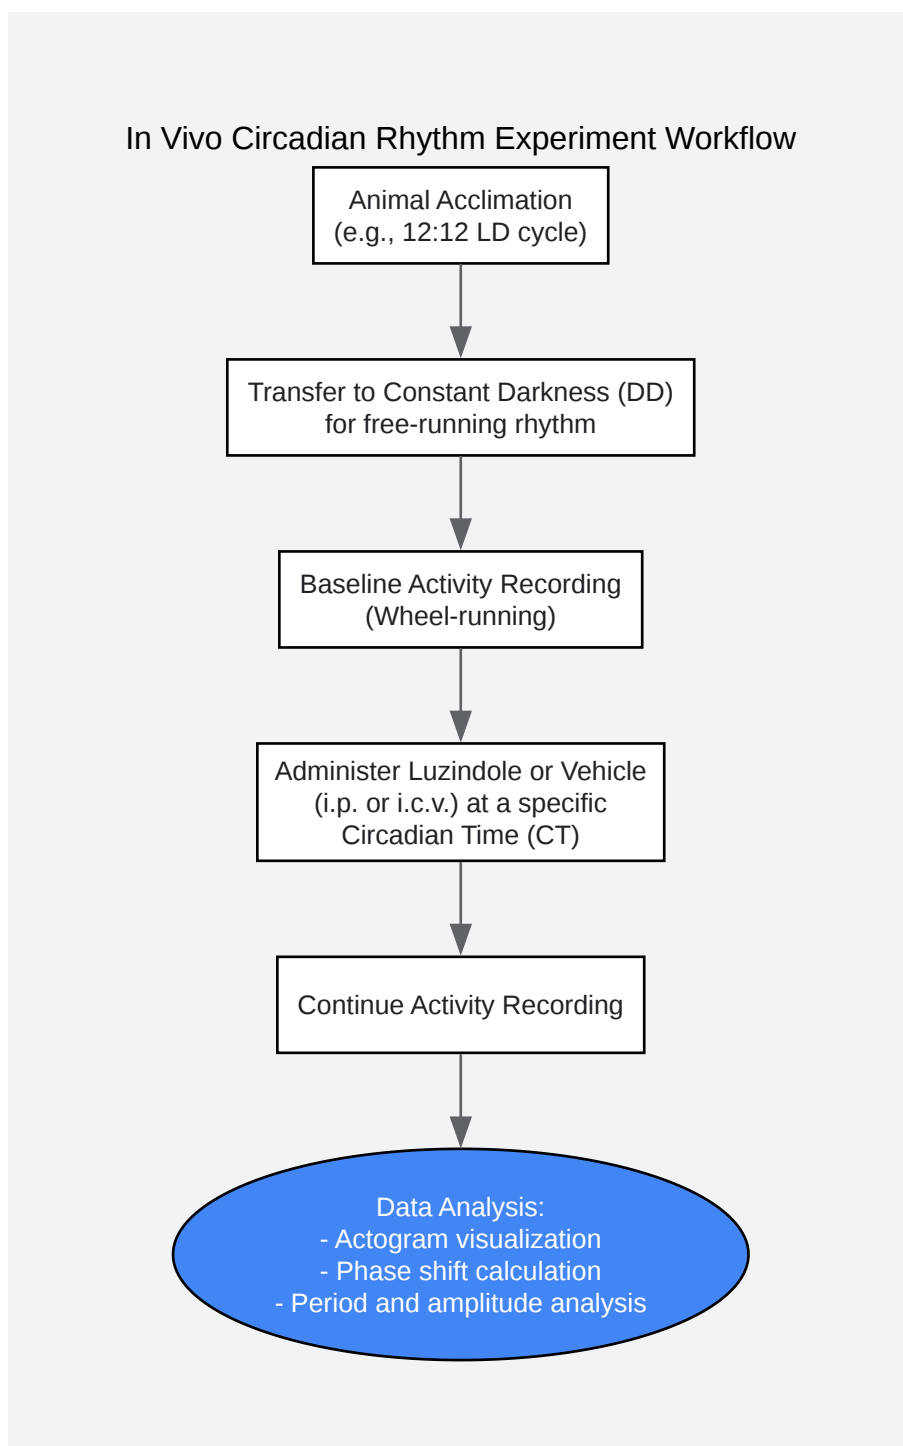 In Vivo Circadian Rhythm Experiment Workflow
Animal Acclimation
(e.g., 12:12 LD cycle)
Transfer to Constant Darkness (DD)
for free-running rhythm
Baseline Activity Recording
(Wheel-running)
Administer Luzindole or Vehicle
(i.p. or i.c.v.) at a specific
Circadian Time (CT)
Continue Activity Recording
Data Analysis:
- Actogram visualization
- Phase shift calculation
- Period and amplitude analysis